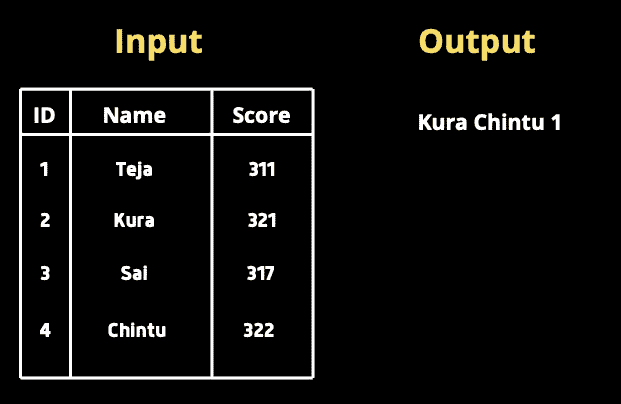 Input Output
ID Name Score
1 Teja 311
2 Kura 321
3 Sai 317
4 Chintu 322
Kura Chintu 1